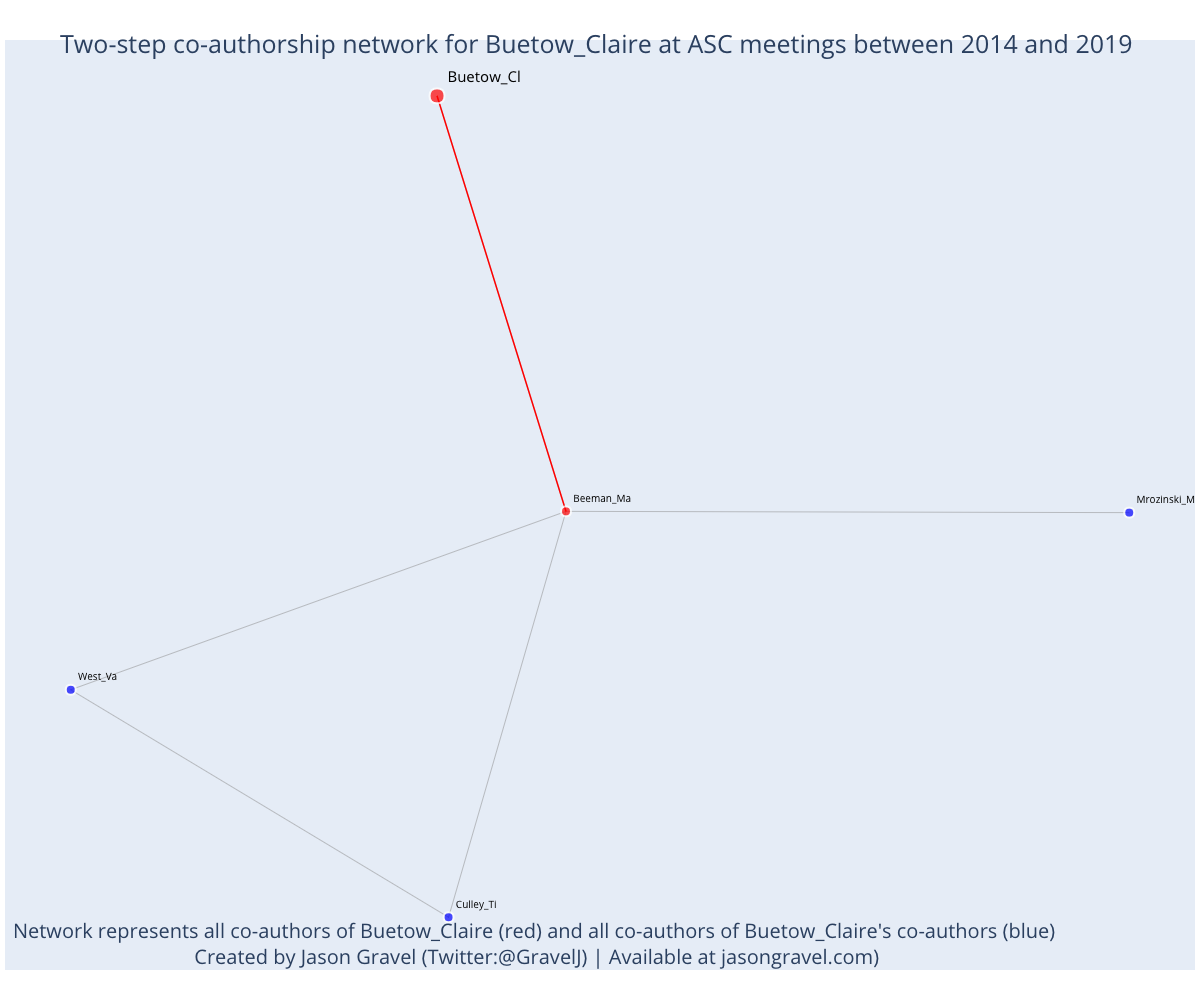 Two-step co-authorship network for Buetow_Claire at ASC meetings between 2014 and 2019
Buetow_Cl
Beeman_Ma
Mrozinski_M
West_Va
Culley_Ti
Network represents all co-authors of Buetow_Claire (red) and all co-authors of Buetow_Claire's co-authors (blue)
Created by Jason Gravel (Twitter:@GravelJ) | Available at jasongravel.com)